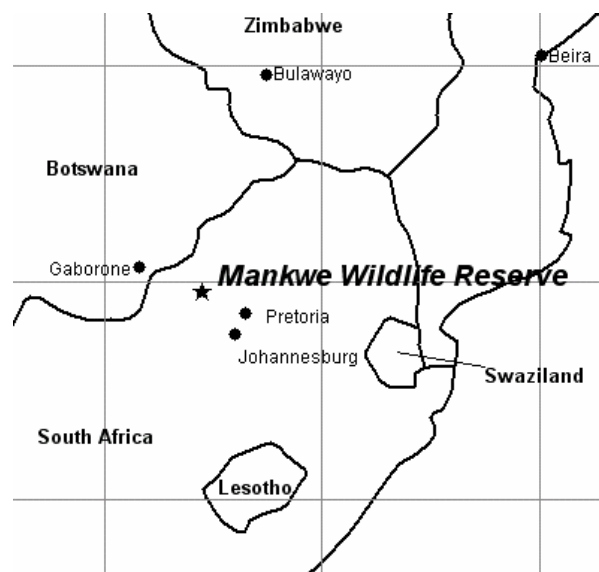 Zimbabwe
Beira
Bulawayo
Botswana
Gaborone
Mankwe Wildlife Reserve
Pretoria
Johannesburg
Swaziland
South Africa
Lesotho